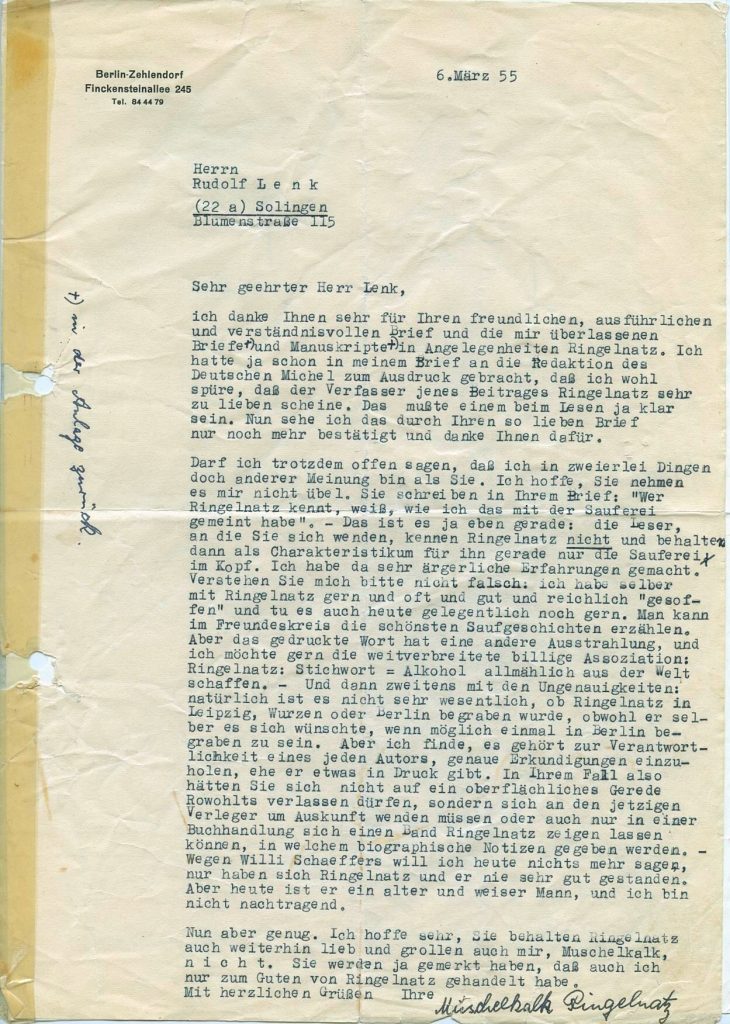 Berlin-Zehlendorf
Finckensteinallee 245
Tel. 84 44 79
6.März 55
Herrn
Rudolf L e n k
(22 a) Solingen
Blumenstraße 115
Sehr geehrter Herr Lenk,
ich danke Ihnen sehr für Ihren freundlichen, ausführlichen
und verständnisvollen Brief und die mir überlassenen
Briefe+) und Manuskripte+) in Angelegenheiten Ringelnatz. Ich
hatte ja schon in meinem Brief an die Redaktion des
Deutschen Michel zum Ausdruck gebracht, daß ich wohl
spüre, daß der Verfasser jenes Beitrages Ringelnatz sehr
zu lieben scheine. Das mußte einem beim Lesen ja klar
sein. Nun sehe ich das durch Ihren so lieben Brief
nur noch mehr bestätigt und danke Ihnen dafür.
+) in der Anlage zurück.
Darf ich trotzdem offen sagen, daß ich in zweierlei Dingen
doch anderer Meinung bin als Sie. Ich hoffe, Sie nehmen
es mir nicht übel. Sie schreiben in Ihrem Brief: "Wer
Ringelnatz kennt, weiß, wie ich das mit der Sauferei
gemeint habe". - Das ist es ja eben gerade: die Leser,
an die Sie sich wenden, kennen Ringelnatz nicht und behalten
dann als Charakteristikum für ihn gerade nur die Sauferei
im Kopf. Ich habe da sehr ärgerliche Erfahrungen gemacht.
Verstehen Sie mich bitte nicht falsch: ich habe selber
mit Ringelnatz gern und oft und gut und reichlich "gesof-
fen" und tu es auch heute gelegentlich noch gern. Man kann
im Freundeskreis die schönsten Saufgeschichten erzählen.
Aber das gedruckte Wort hat eine andere Ausstrahlung, und
ich möchte gern die weitverbreitete billige Assoziation:
Ringelnatz: Stichwort = Alkohol allmählich aus der Welt
schaffen. - Und dann zweitens mit den Ungenauigkeiten:
natürlich ist es nicht sehr wesentlich, ob Ringelnatz in
Leipzig, Wurzen oder Berlin begraben wurde, obwohl er sel-
ber es sich wünschte, wenn möglich einmal in Berlin be-
graben zu sein. Aber ich finde, es gehört zur Verantwort-
lichkeit eines jeden Autors, genaue Erkundigungen einzu-
holen, ehe er etwas in Druck gibt. In Ihrem Fall also
hätten Sie sich nicht auf ein oberflächliches Gerede
Rowohlts verlassen dürfen, sondern sich an den jetzigen
Verleger um Auskunft wenden müssen oder auch nur in einer
Buchhandlung sich einen Band Ringelnatz zeigen lassen
können, in welchem biographische Notizen gegeben werden. -
Wegen Willi Schaeffers will ich heute nichts mehr sagen,
nur haben sich Ringelnatz und er nie sehr gut gestanden.
Aber heute ist er ein alter und weiser Mann, und ich bin
nicht nachtragend.
Nun aber genug. Ich hoffe sehr, Sie behalten Ringelnatz
auch weiterhin lieb und grollen auch mir, Muschelkalk,
n i c h t. Sie werden ja gemerkt haben, daß auch ich
nur zum Guten von Ringelnatz gehandelt habe.
Mit herzlichen Grüßen Ihre
Muschelkalk Ringelnatz